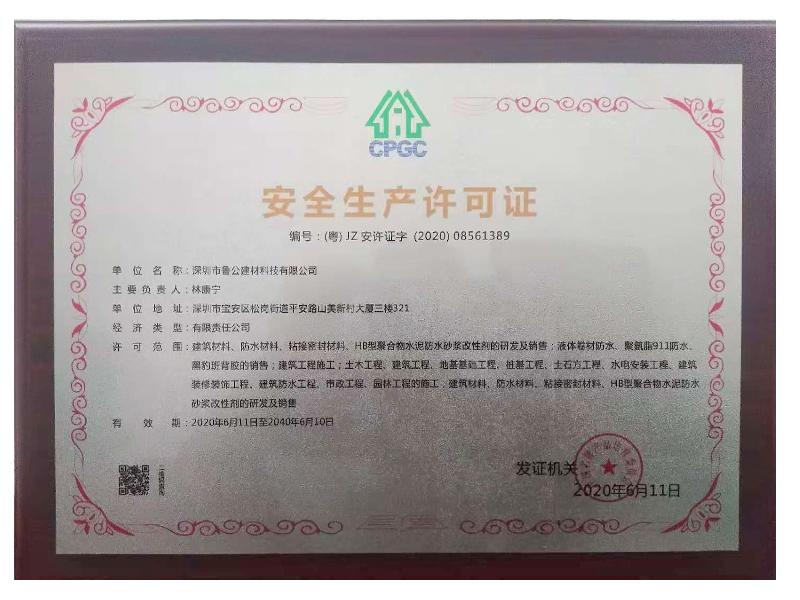 CPGC
安全生产许可证
编号：(粤) JZ 安许证字 (2020) 08561389
单位名称：深圳市鲁公建材科技有限公司
主要负责人：林康宁
单位地址：深圳市宝安区松岗街道平安路山美新村大厦三楼321
经济类型：有限责任公司
许可范围：建筑材料、防水材料、粘接密封材料、HB型聚合物水泥防水砂浆改性剂的研发及销售；液体卷材防水、聚氨脂911防水、
黑豹班背胶的销售；建筑工程施工；土木工程、建筑工程、地基基础工程、桩基工程、土石方工程、水电安装工程、建筑
装修装饰工程、建筑防水工程、市政工程、园林工程的施工；建筑材料、防水材料、粘接密封材料、HB型聚合物水泥防水
砂浆改性剂的研发及销售
有效期：2020年6月11日至2040年6月10日
发证机关
2020年6月11日